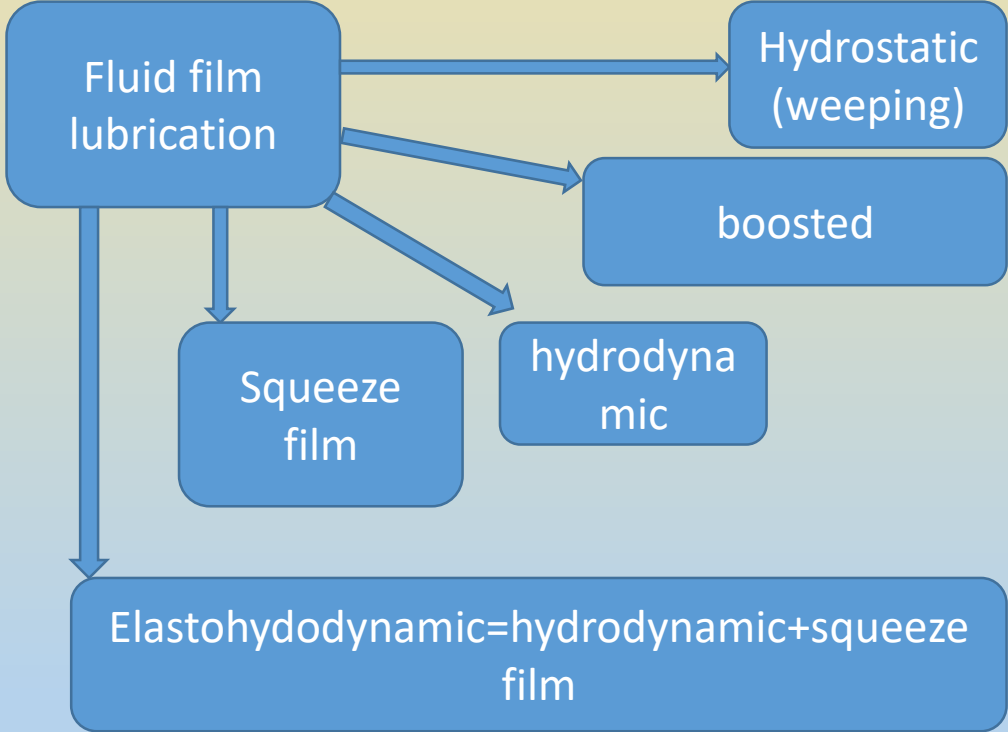 Fluid film
lubrication
Hydrostatic
(weeping)
boosted
Squeeze
film
hydrodyna
mic
Elastohydodynamic=hydrodynamic+squeeze
film